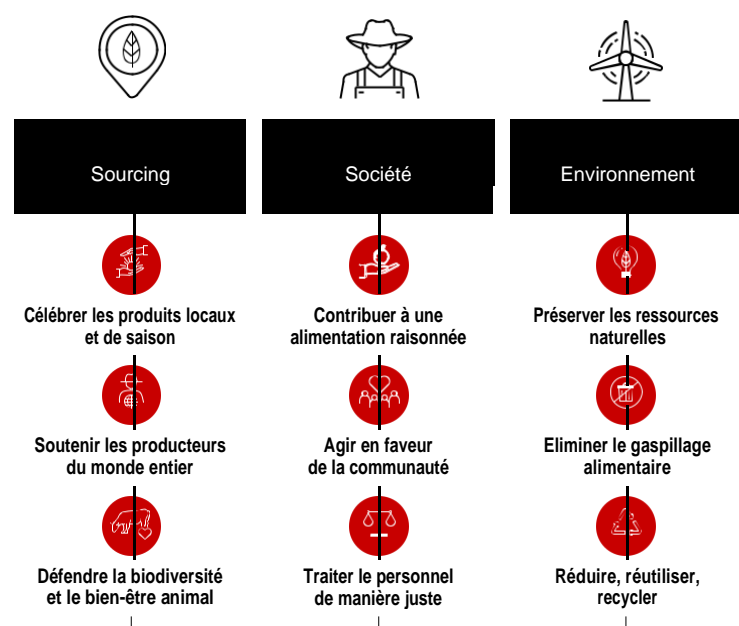 Sourcing
Société
Environnement
Célébrer les produits locaux
et de saison
Contribuer à une
alimentation raisonnée
Préserver les ressources
naturelles
Soutenir les producteurs
du monde entier
Agir en faveur
de la communauté
Eliminer le gaspillage
alimentaire
Défendre la biodiversité
et le bien-être animal
Traiter le personnel
de manière juste
Réduire, réutiliser,
recycler